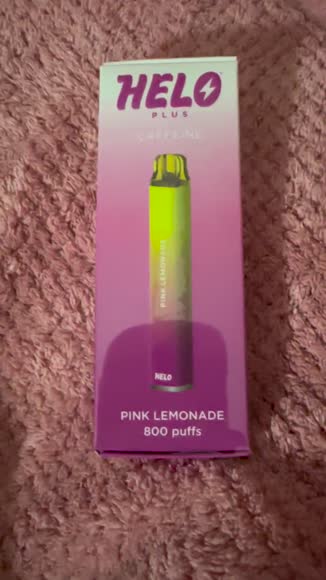 HELO
PLUS
CAFFEINE
PINK LEMONADE
HELO
PINK LEMONADE
800 puffs